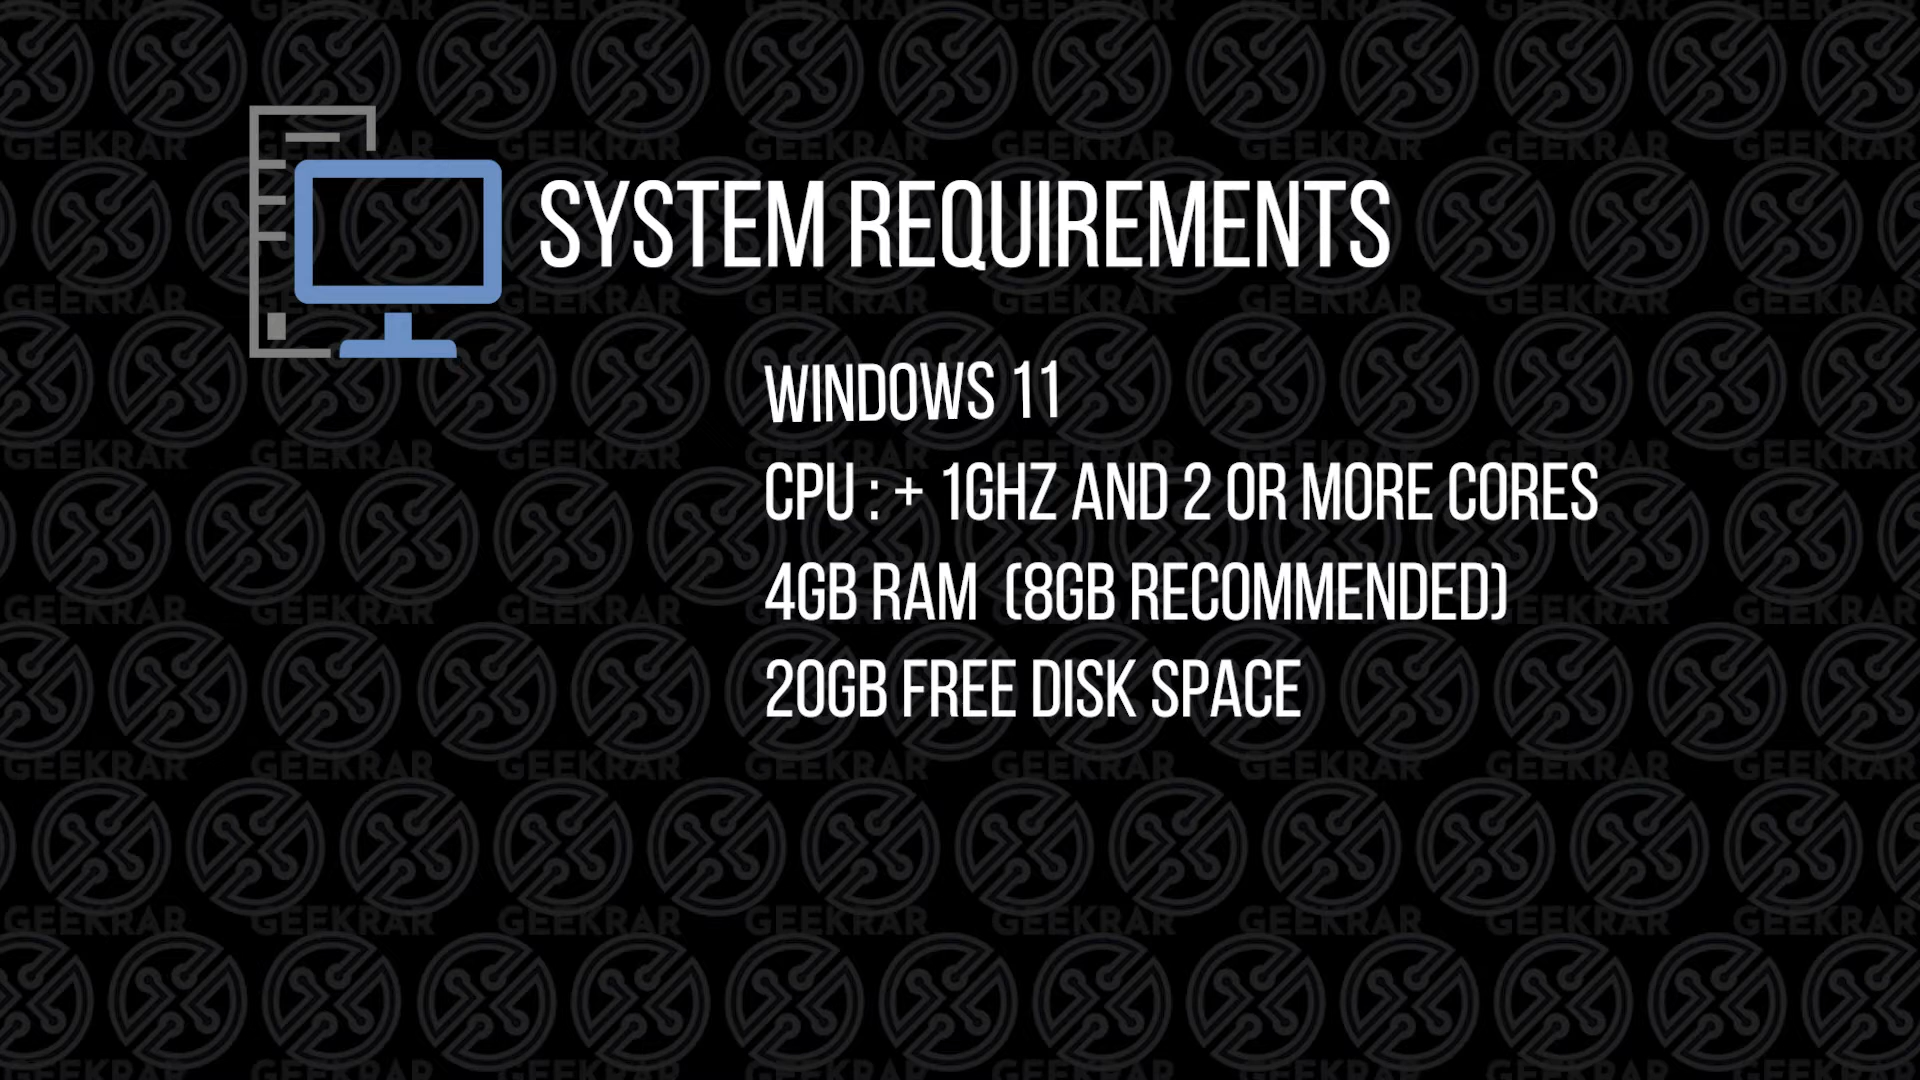 SYSTEM REQUIREMENTS
WINDOWS 11
CPU : + 1GHZ AND 2 OR MORE CORES
4GB RAM (8GB RECOMMENDED)
20GB FREE DISK SPACE
GEEKRAR